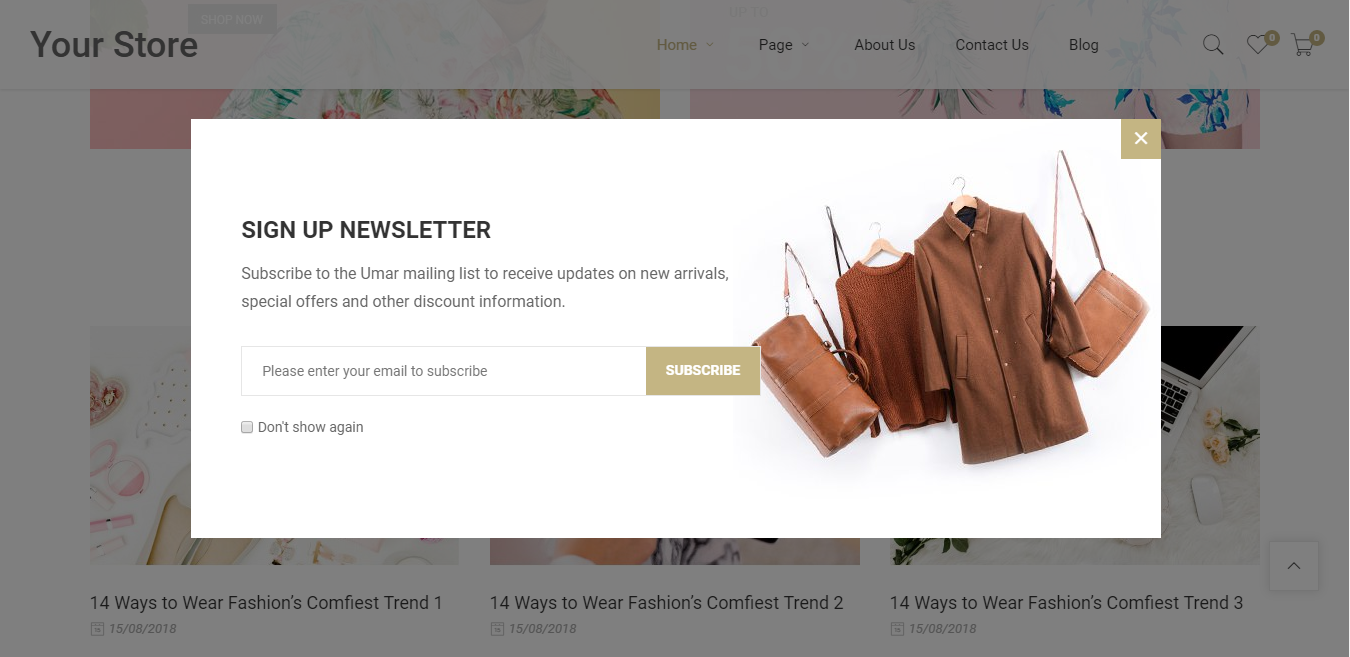 SHOP NOW
UP TO
Your Store
Home
Page
About Us
Contact Us
Blog
0
0
SIGN UP NEWSLETTER
Subscribe to the Umar mailing list to receive updates on new arrivals,
special offers and other discount information.
Please enter your email to subscribe
SUBSCRIBE
Don't show again
14 Ways to Wear Fashion’s Comfiest Trend 1
14 Ways to Wear Fashion’s Comfiest Trend 2
14 Ways to Wear Fashion’s Comfiest Trend 3
15/08/2018
15/08/2018
15/08/2018